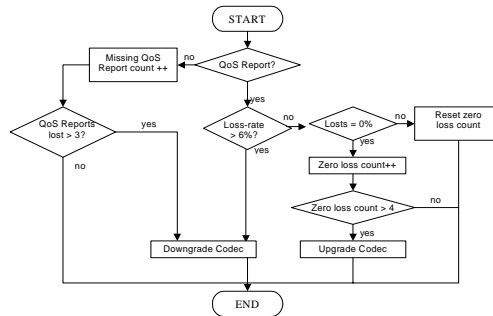 START
Missing QoS
Report count ++
no
QoS Report?
yes
QoS Reports
lost > 3?
yes
no
Loss-rate
> 6%?
no
yes
Losts = 0%
no
yes
Reset zero
loss count
Zero loss count++
Zero loss count > 4
no
yes
Downgrade Codec
Upgrade Codec
END